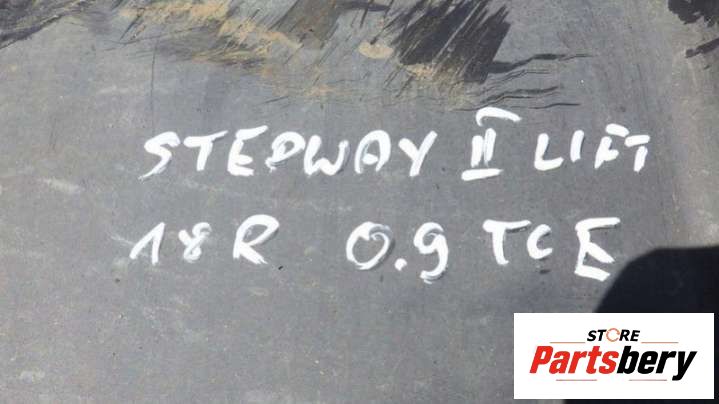 STEPWAY II LIFT
18R 0.9 TCE
STORE
Partsbery